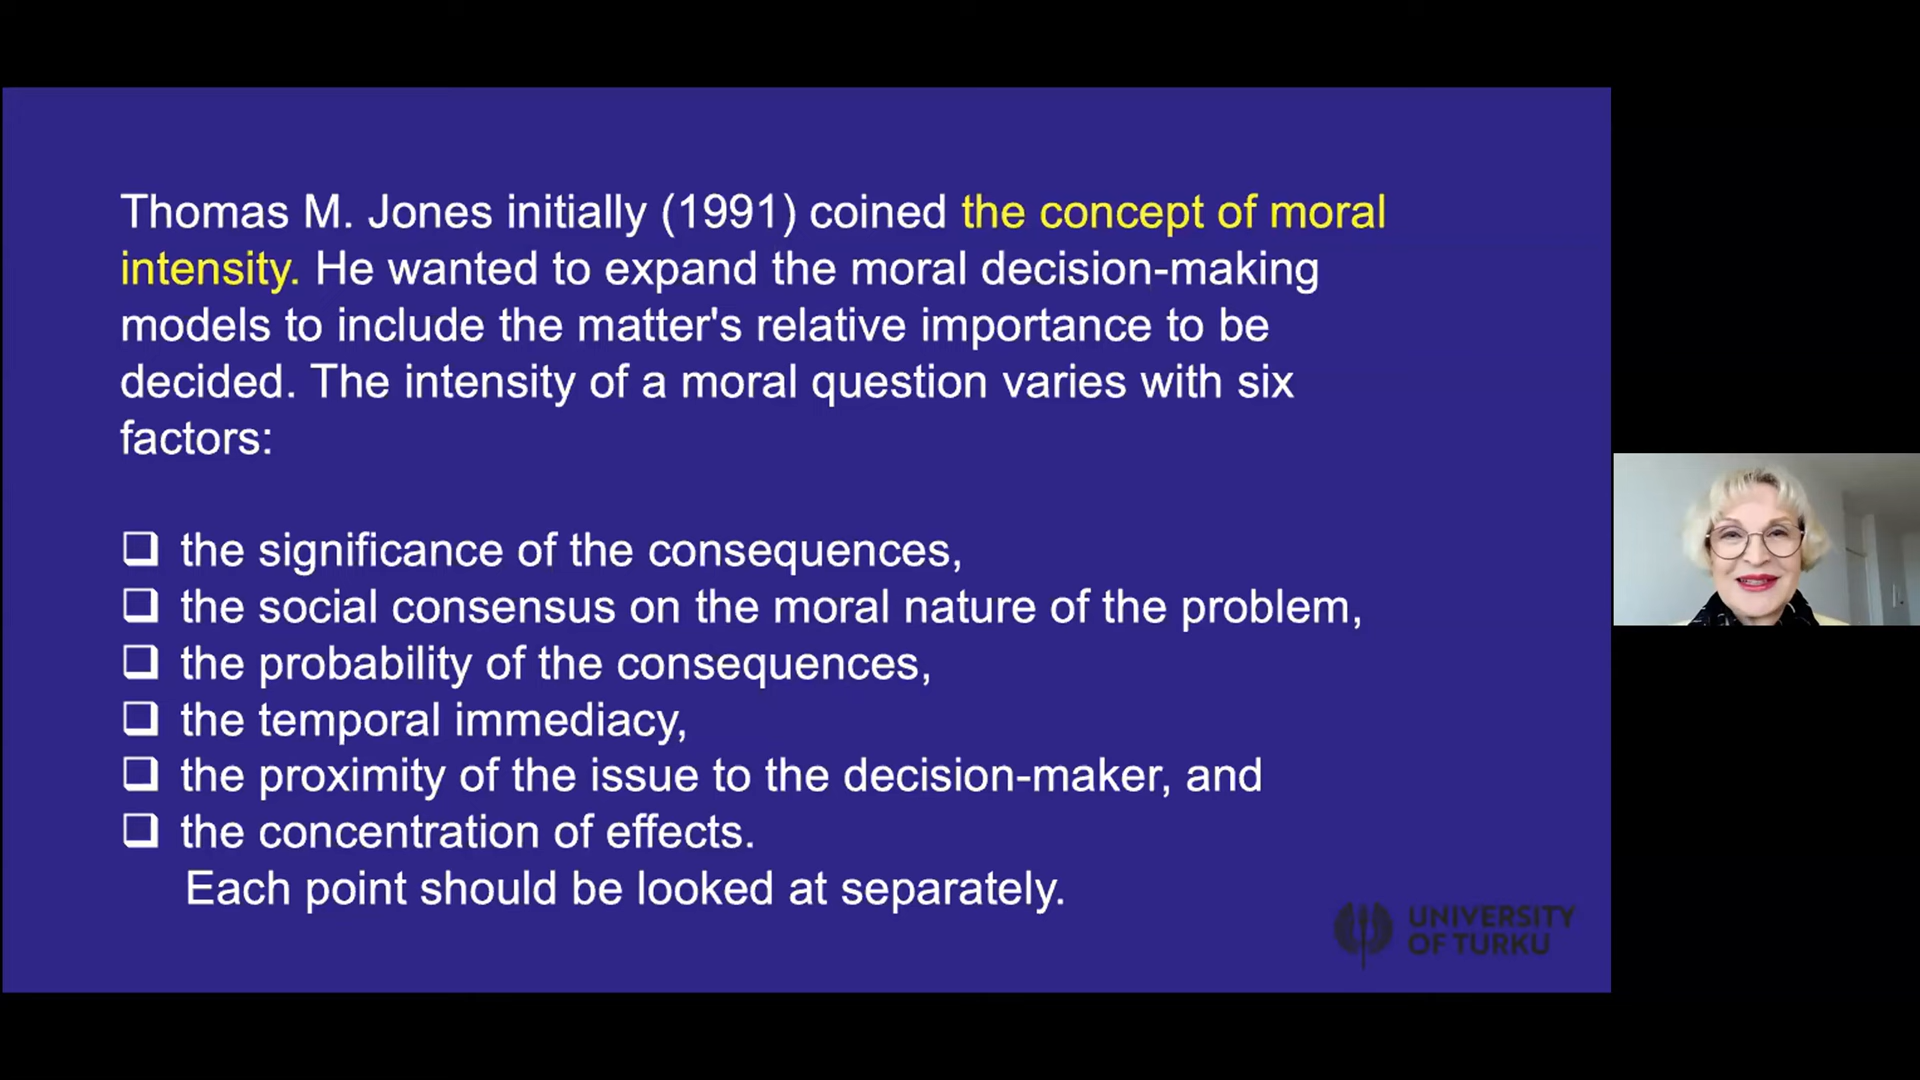 Thomas M. Jones initially (1991) coined the concept of moral
intensity. He wanted to expand the moral decision-making
models to include the matter's relative importance to be
decided. The intensity of a moral question varies with six
factors:
the significance of the consequences,
the social consensus on the moral nature of the problem,
the probability of the consequences,
the temporal immediacy,
the proximity of the issue to the decision-maker, and
the concentration of effects.
Each point should be looked at separately.
UNIVERSITY
OF TURKU